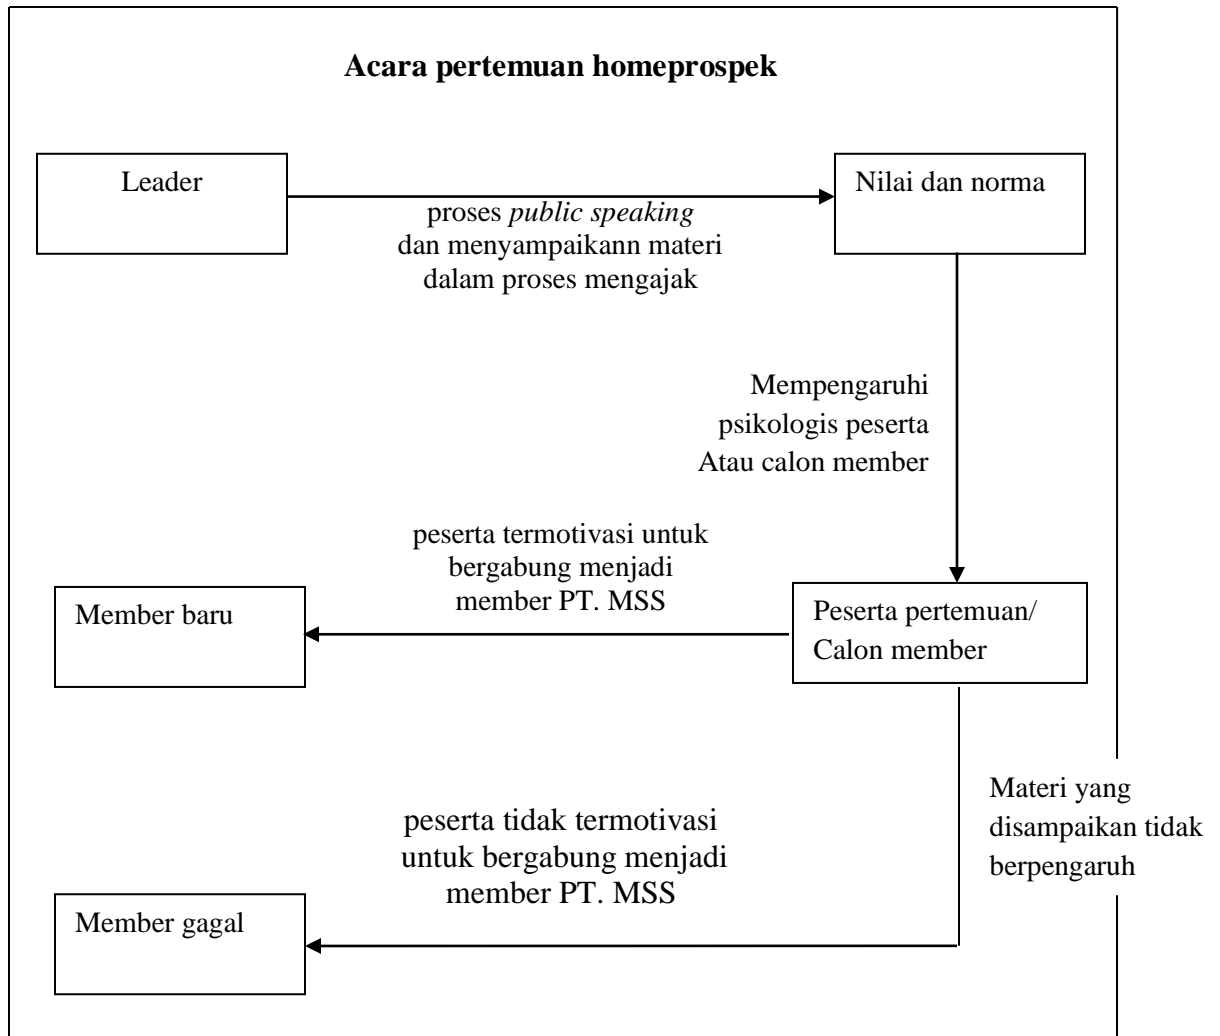 Acara pertemuan homeprospek
Leader
Nilai dan norma
proses public speaking
dan menyampaikann materi
dalam proses mengajak
Mempengaruhi
psikologis peserta
Atau calon member
peserta termotivasi untuk
bergabung menjadi
member PT. MSS
Member baru
Peserta pertemuan/
Calon member
Materi yang
disampaikan tidak
berpengaruh
peserta tidak termotivasi
untuk bergabung menjadi
member PT. MSS
Member gagal